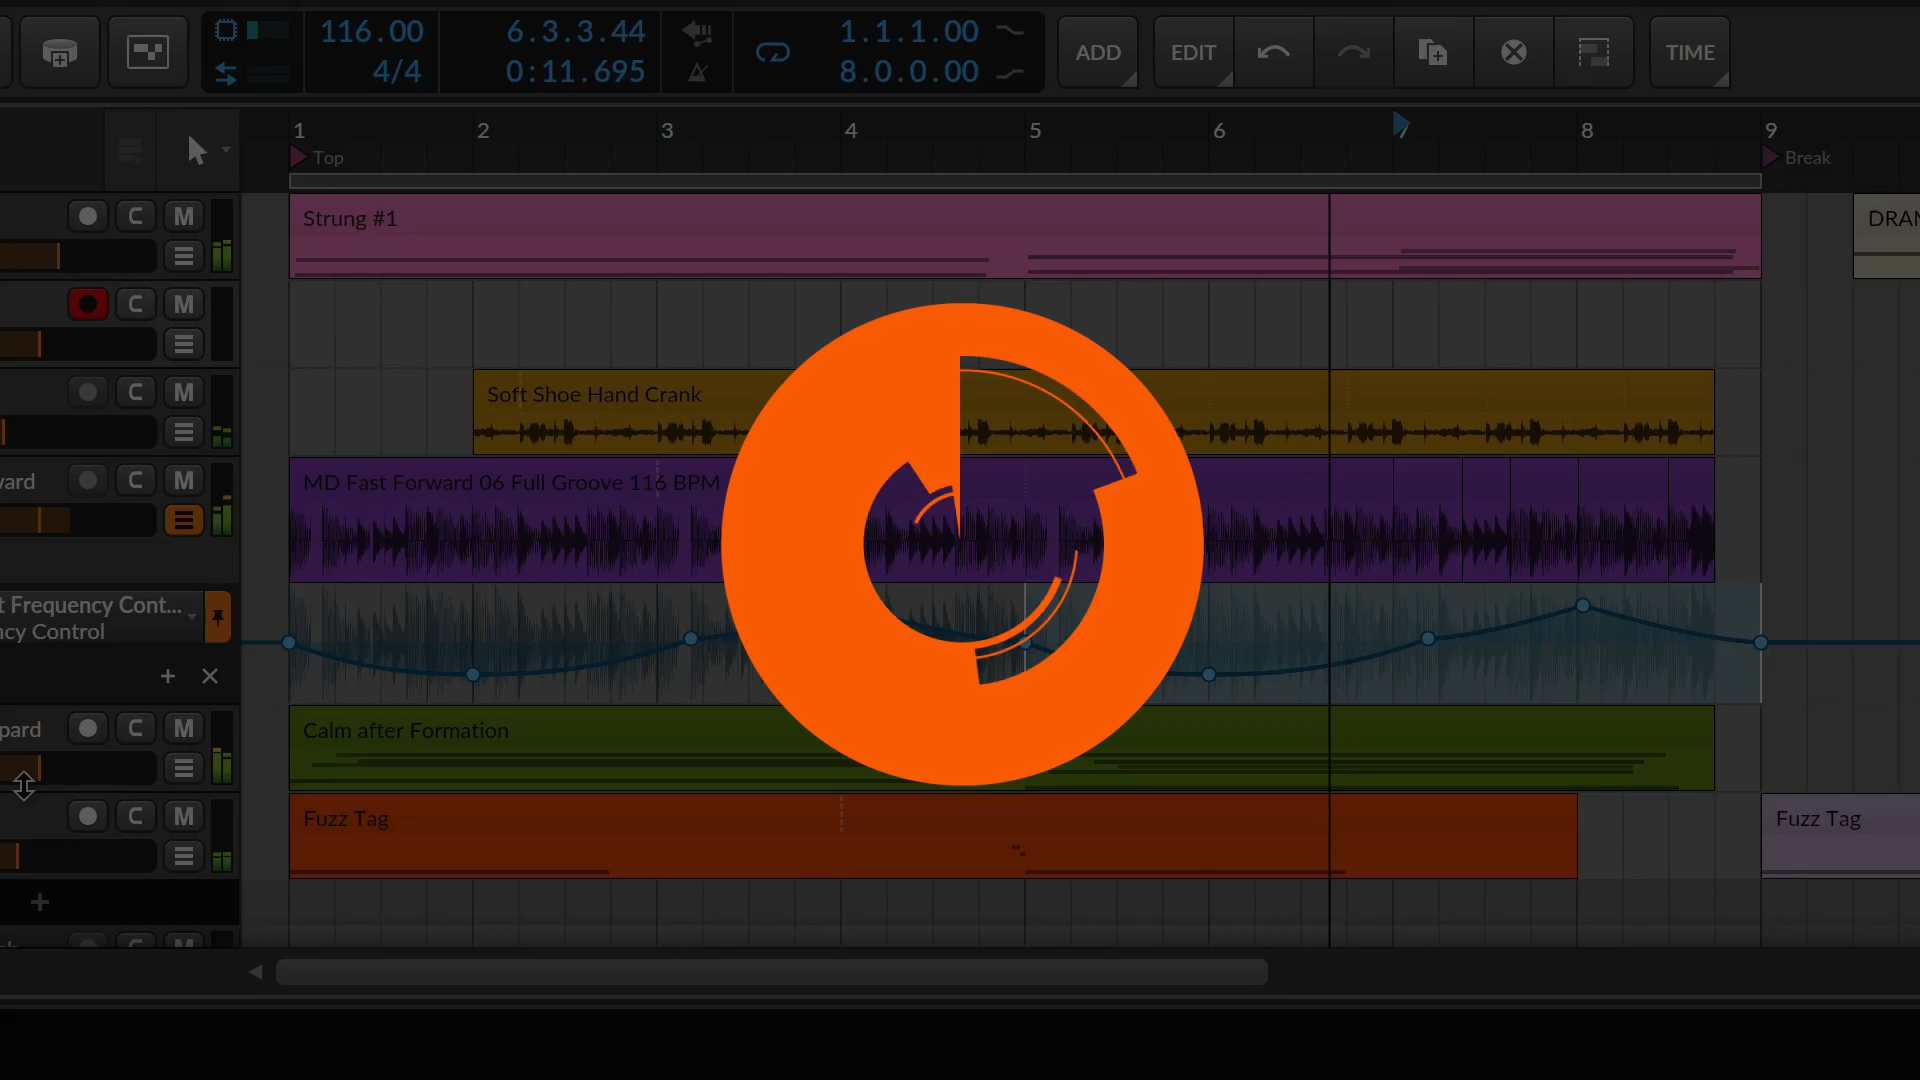 116.00
4/4
6.3.3.44
0:11.695
1.1.1.00
8.0.0.00
ADD
EDIT
TIME
1 2 3 4 5 6 7 8 9
Top
Break
C M
Strung #1
C M
C M
Soft Shoe Hand Crank
C M
MD Fast Forward 06 Full Groove 116 BPM
t Frequency Cont...
ncy Control
C M
Calm after Formation
C M
Fuzz Tag
Fuzz Tag